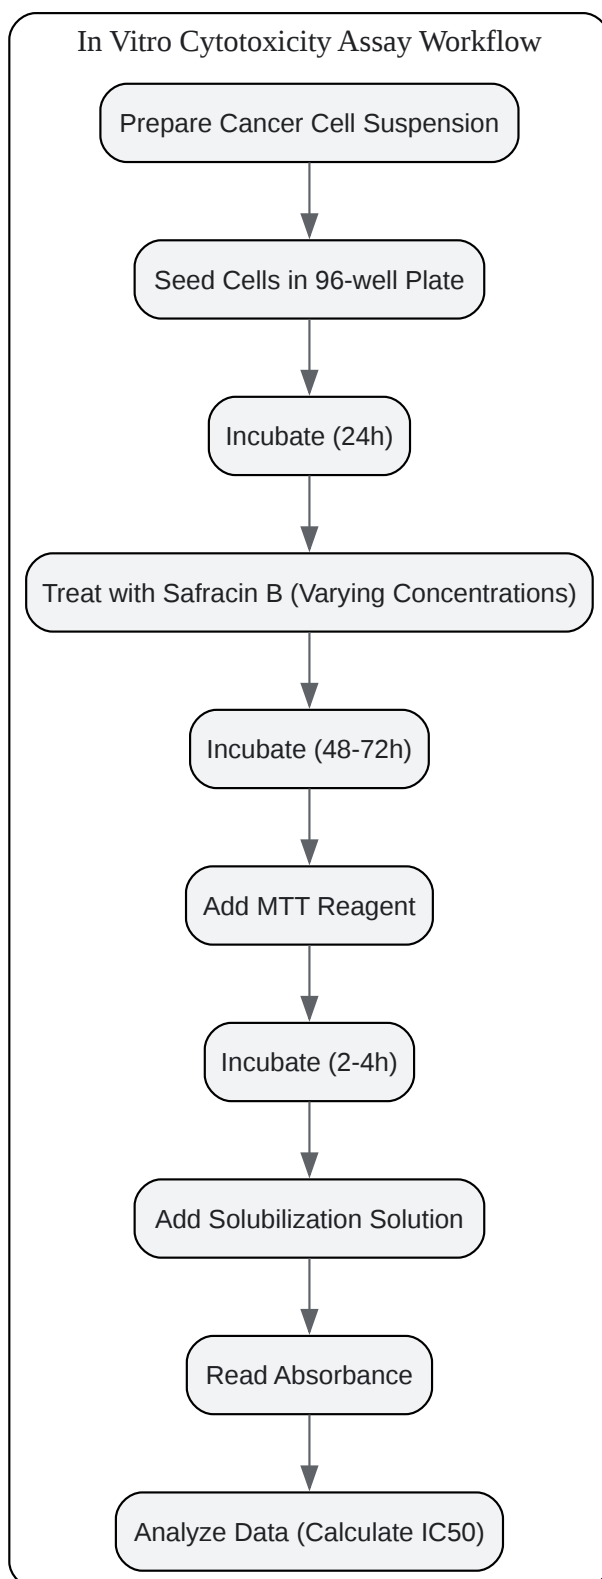 In Vitro Cytotoxicity Assay Workflow
Prepare Cancer Cell Suspension
Seed Cells in 96-well Plate
Incubate (24h)
Treat with Safracin B (Varying Concentrations)
Incubate (48-72h)
Add MTT Reagent
Incubate (2-4h)
Add Solubilization Solution
Read Absorbance
Analyze Data (Calculate IC50)